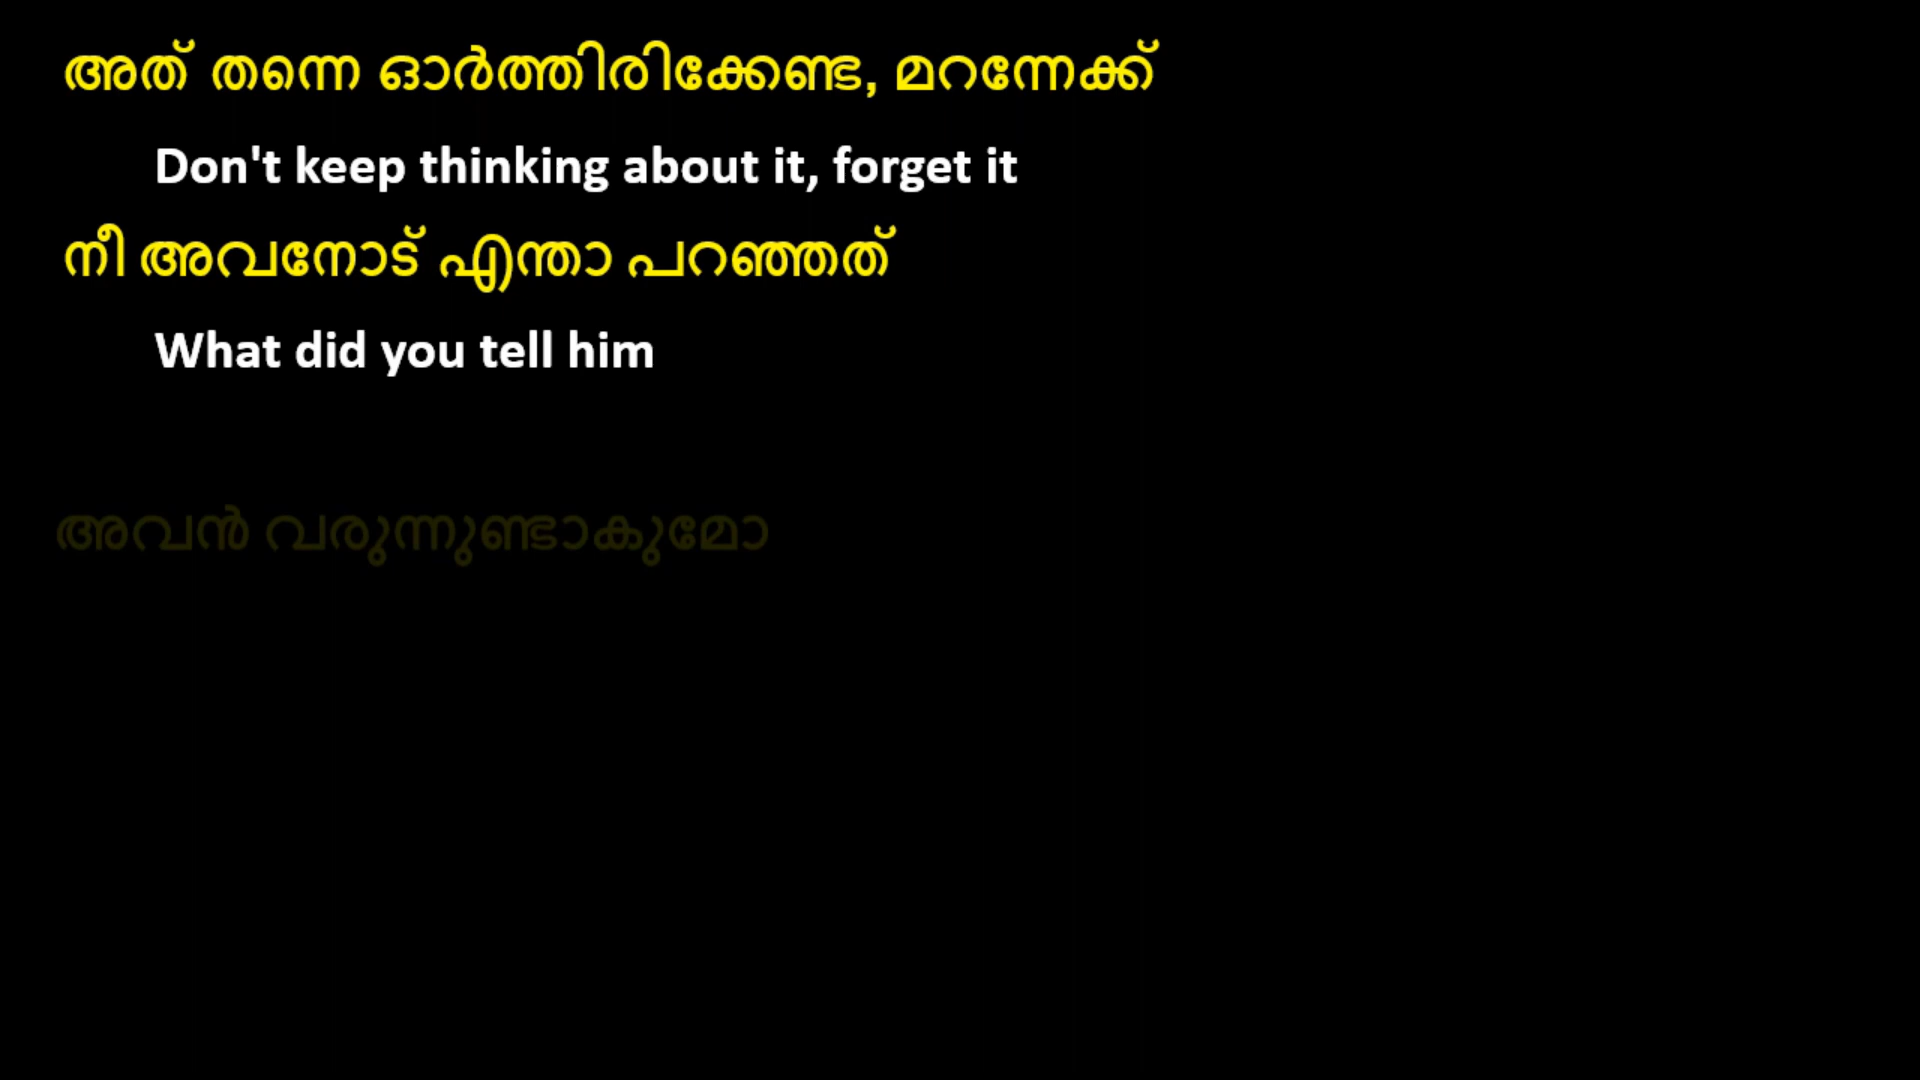 അത് തന്നെ ഓർത്തിരിക്കേണ്ട, മറന്നേക്ക്
Don't keep thinking about it, forget it
നീ അവനോട് എന്താ പറഞ്ഞത്
What did you tell him
അവൻ വരുന്നുണ്ടാകുമോ